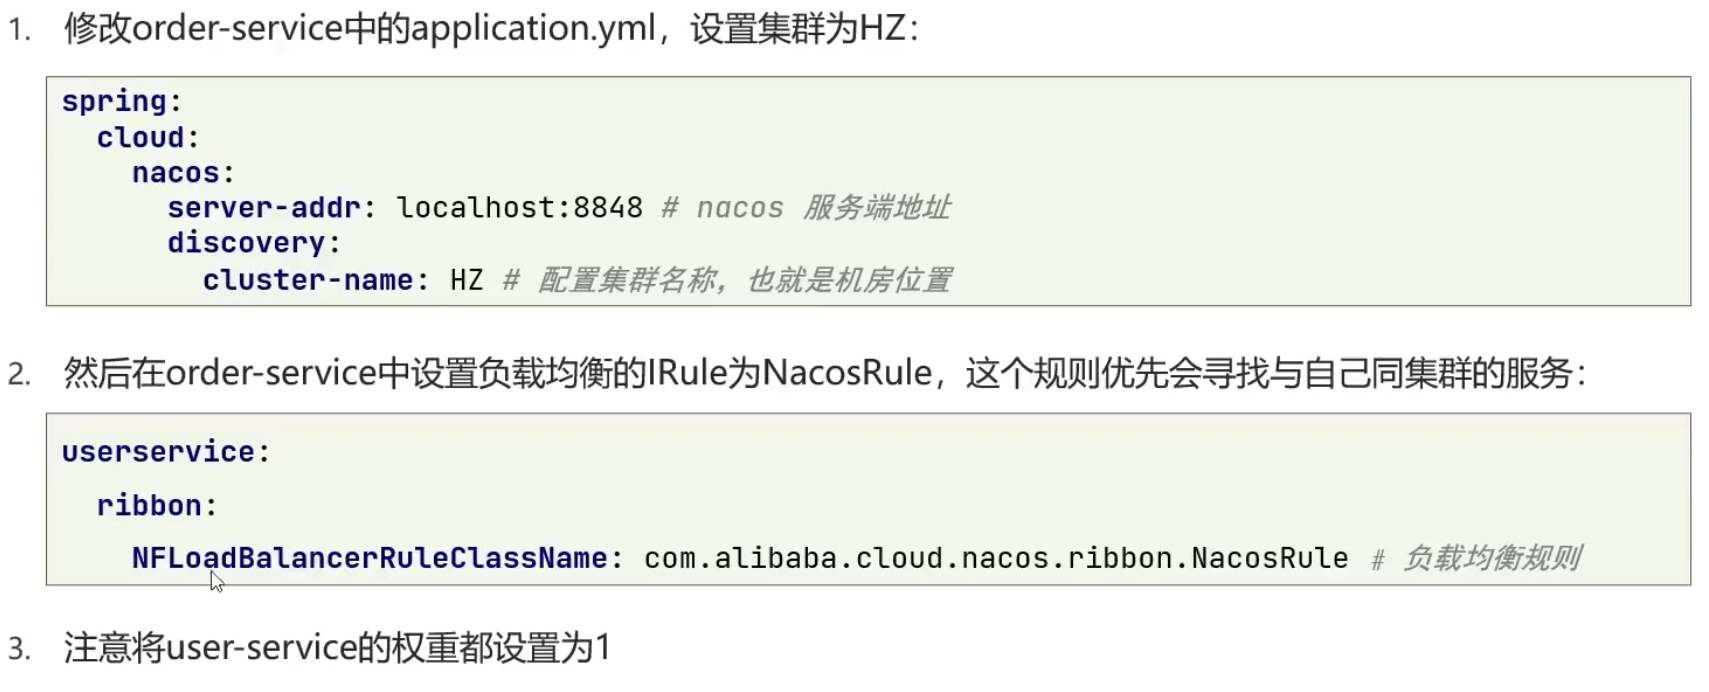 1. 修改order-service中的application.yml，设置集群为HZ：
spring:
  cloud:
    nacos:
      server-addr: localhost:8848 # nacos 服务端地址
      discovery:
        cluster-name: HZ # 配置集群名称，也就是机房位置
2. 然后在order-service中设置负载均衡的IRule为NacosRule，这个规则优先会寻找与自己同集群的服务：
userservice:
  ribbon:
    NFLoadBalancerRuleClassName: com.alibaba.cloud.nacos.ribbon.NacosRule # 负载均衡规则
3. 注意将user-service的权重都设置为1